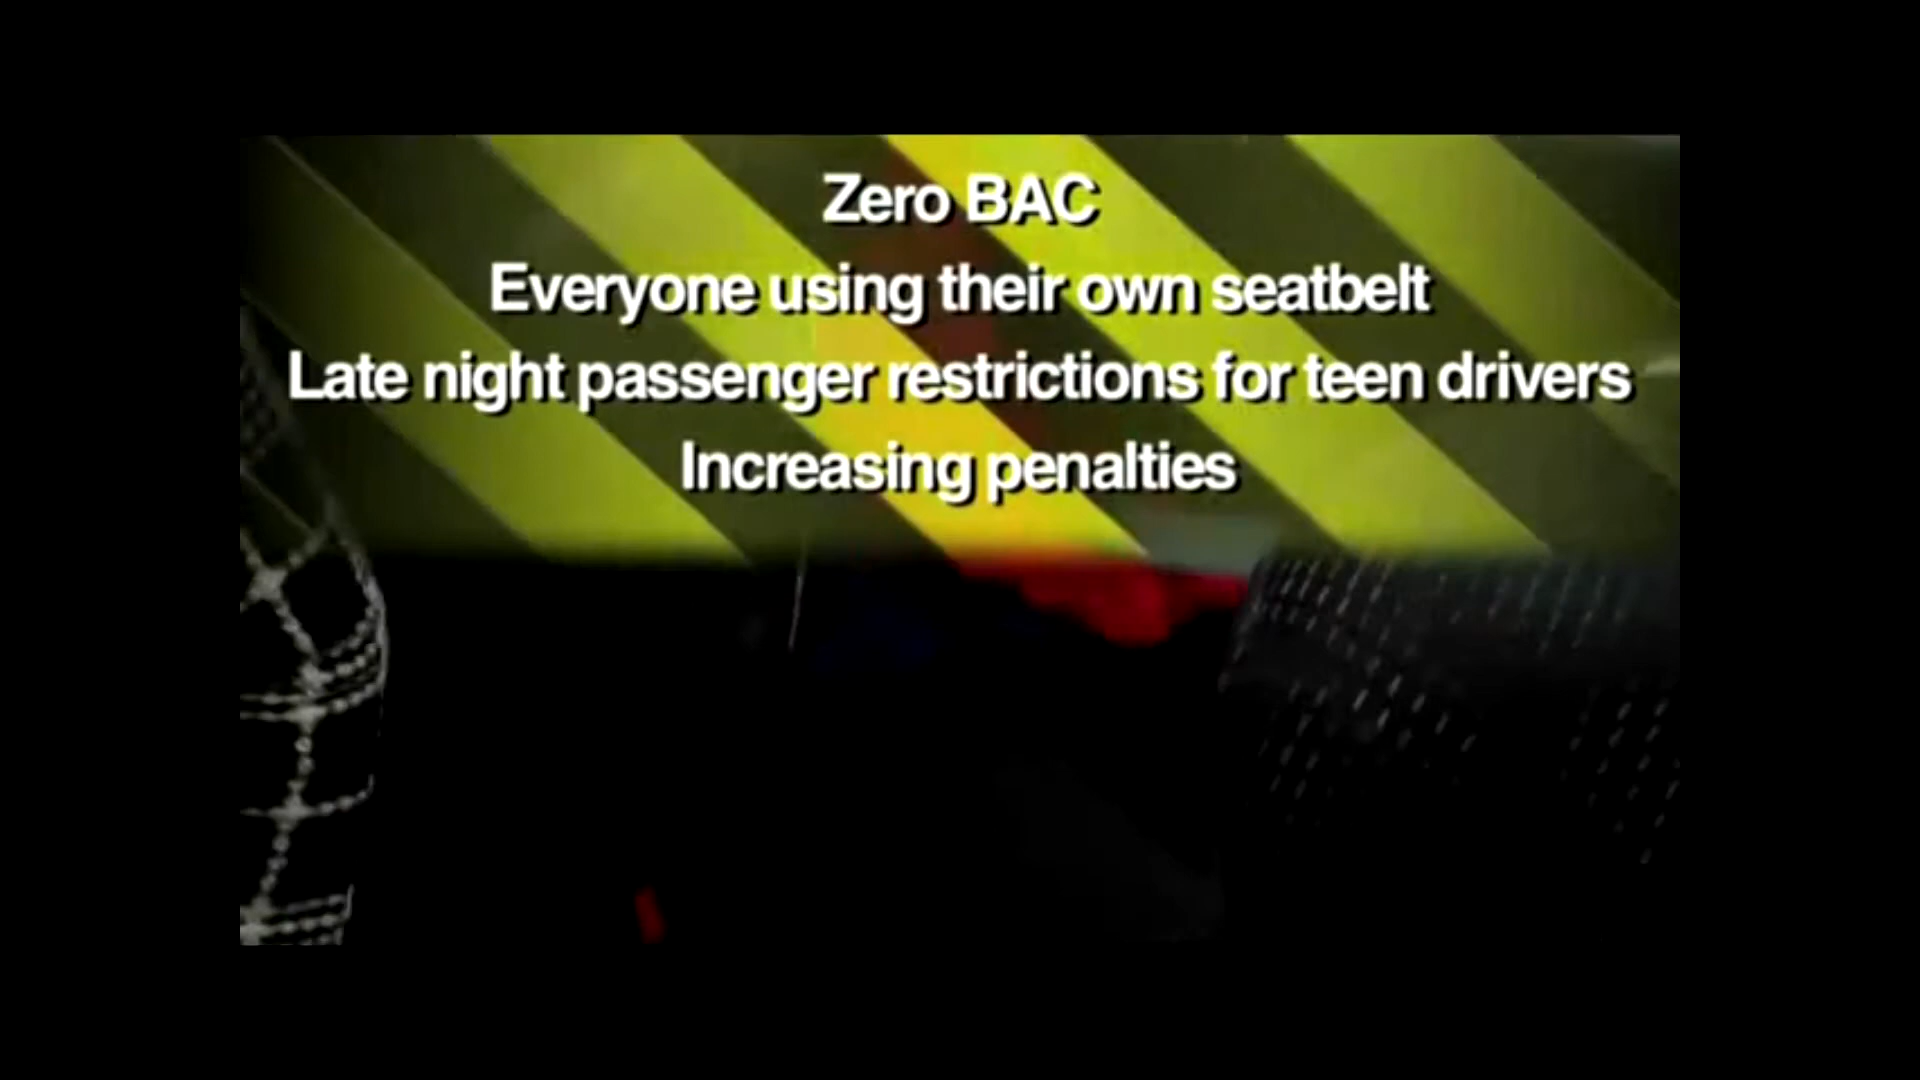 Zero BAC
Everyone using their own seatbelt
Late night passenger restrictions for teen drivers
Increasing penalties